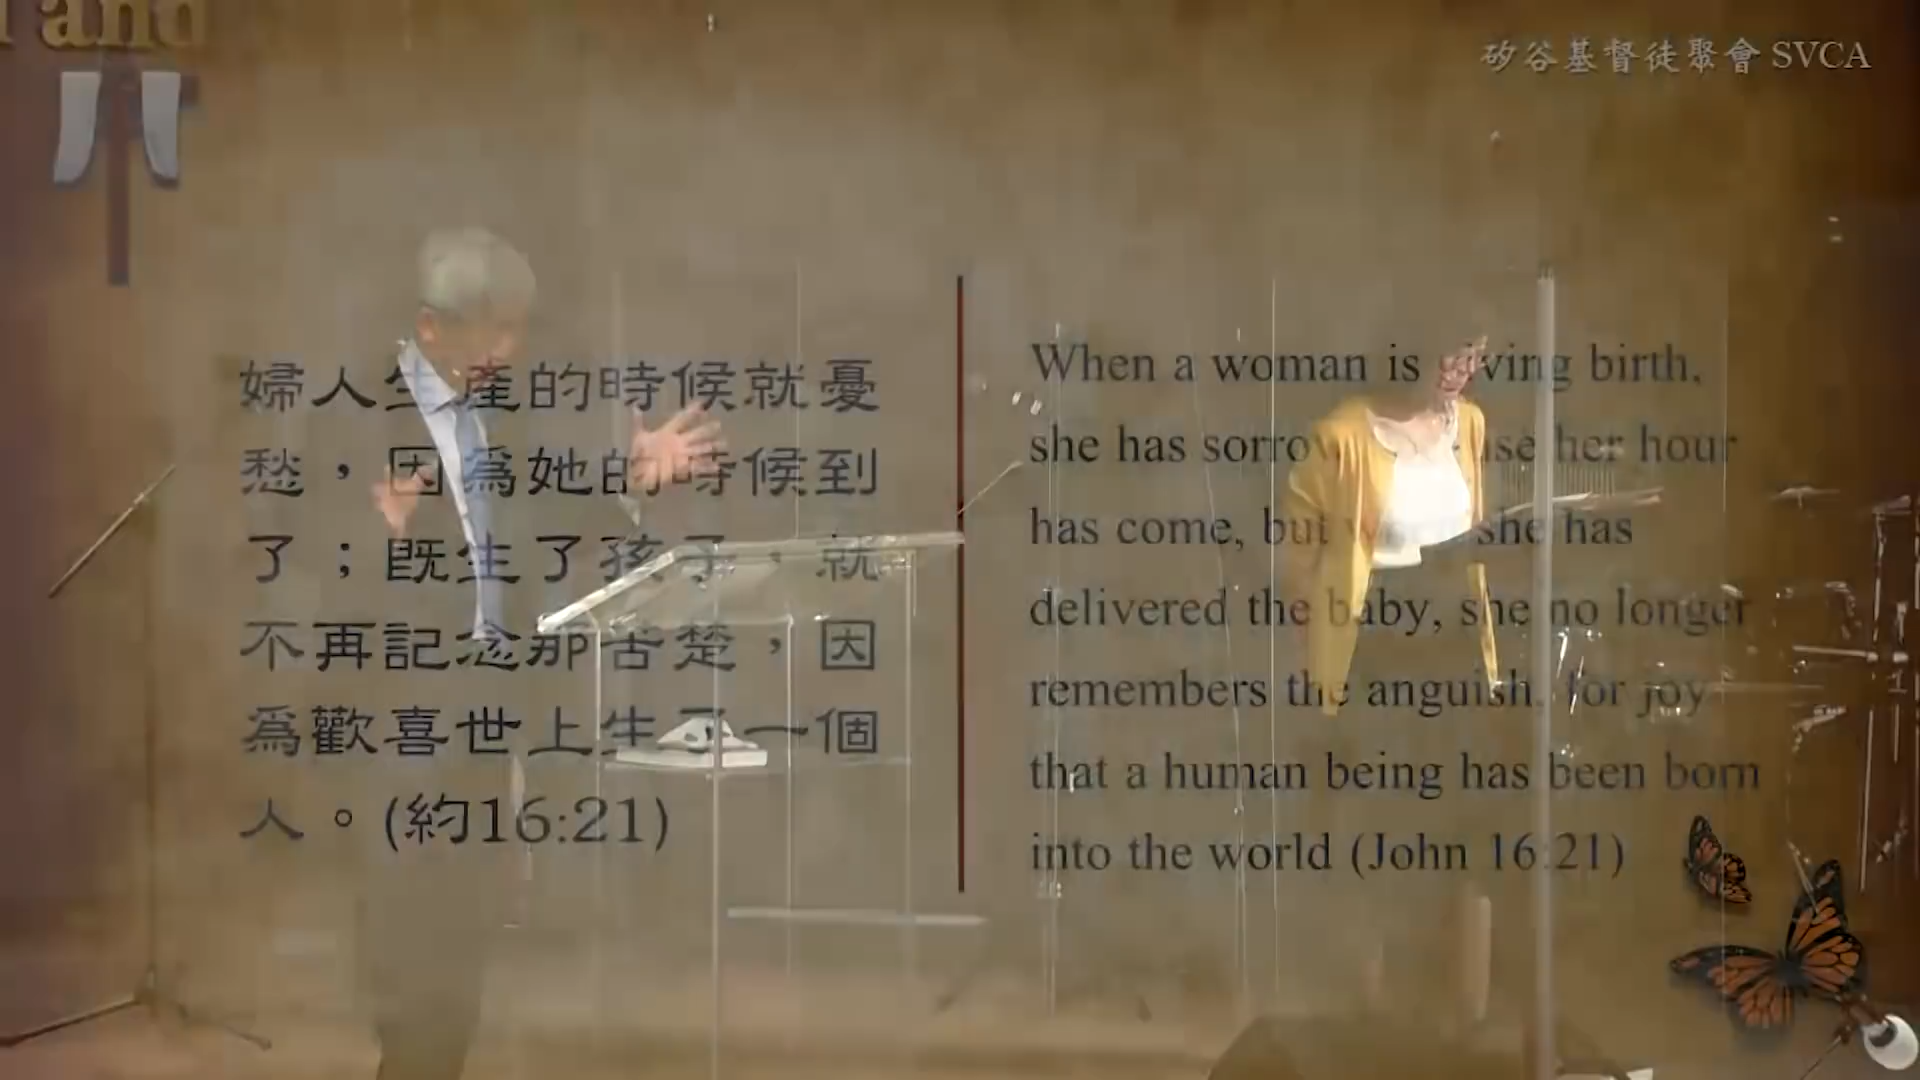 and
矽谷基督徒聚會 SVCA
婦人生產的時候就憂
愁，因為她的時候到
了；既生了孩子，就
不再記念那苦楚，因
為歡喜世上生了一個
人。(約16:21)
When a woman is giving birth,
she has sorrow because her hour
has come, but when she has
delivered the baby, she no longer
remembers the anguish, for joy
that a human being has been born
into the world (John 16:21)